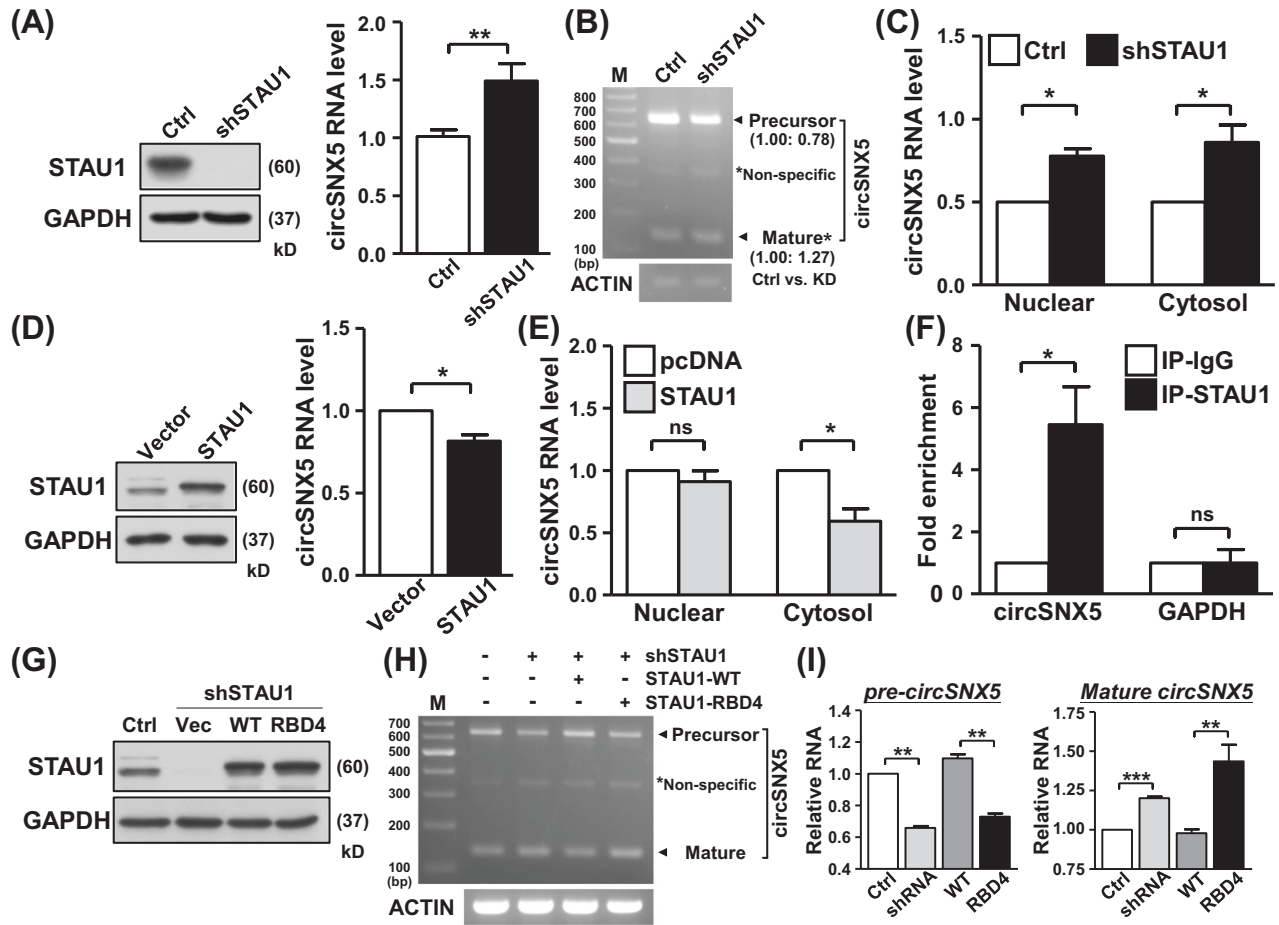 (A)
Ctrl
shSTAU1
STAU1
(60)
GAPDH
(37)
kD
circSNX5 RNA level
2.0
1.5
1.0
0.5
0.0
**
Ctrl
shSTAU1
(B)
M
Ctrl
shSTAU1
800
700
600
500
400
300
200
100
(bp)
Precursor
(1.00: 0.78)
*Non-specific
Mature*
(1.00: 1.27)
circSNX5
ACTIN
Ctrl vs. KD
(C)
circSNX5 RNA level
1.5
1.0
0.5
0.0
Ctrl
shSTAU1
*
*
Nuclear
Cytosol
(D)
Vector
STAU1
STAU1
(60)
GAPDH
(37)
kD
circSNX5 RNA level
1.5
1.0
0.5
0.0
*
Vector
STAU1
(E)
circSNX5 RNA level
2.0
1.5
1.0
0.5
0.0
pcDNA
STAU1
ns
*
Nuclear
Cytosol
(F)
Fold enrichment
8
6
4
2
0 0
IP-IgG
IP-STAU1
*
ns
circSNX5
GAPDH
(G)
shSTAU1
Ctrl Vec WT RBD4
STAU1
(60)
GAPDH
(37)
kD
(H)
- + + + shSTAU1
- - + - STAU1-WT
- - - + STAU1-RBD4
M
700
600
500
400
300
200
100
(bp)
Precursor
*Non-specific
Mature
circSNX5
ACTIN
(I)
pre-circSNX5
Relative RNA
1.4
1.2
1.0
0.8
0.6
0.4
**
**
Ctrl
shRNA
WT
RBD4
Mature circSNX5
Relative RNA
1.75
1.50
1.25
1.00
0.75
***
**
Ctrl
shRNA
WT
RBD4